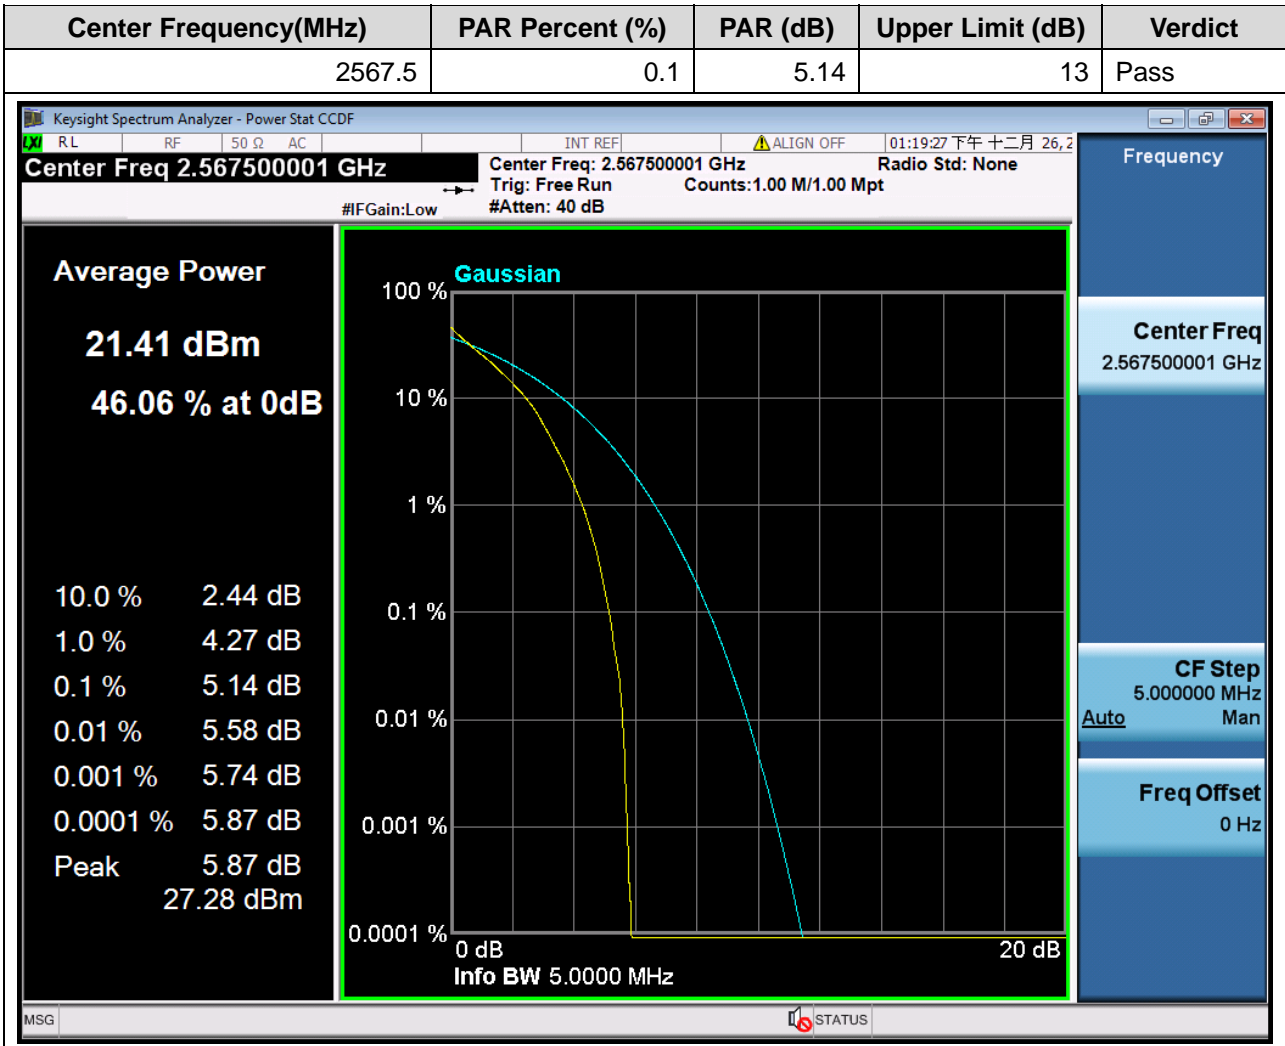 Center Frequency(MHz) PAR Percent (%) PAR (dB) Upper Limit (dB) Verdict
2567.5 0.1 5.14 13 Pass
Keysight Spectrum Analyzer - Power Stat CCDF
LXI RL RF 50 Ω AC INT REF ALIGN OFF 01:19:27 下午 十二月 26, 2
Center Freq 2.567500001 GHz
#IFGain:Low
Center Freq: 2.567500001 GHz Radio Std: None
Trig: Free Run Counts:1.00 M/1.00 Mpt
#Atten: 40 dB
Average Power
21.41 dBm
46.06 % at 0dB
10.0 % 2.44 dB
1.0 % 4.27 dB
0.1 % 5.14 dB
0.01 % 5.58 dB
0.001 % 5.74 dB
0.0001 % 5.87 dB
Peak 5.87 dB
27.28 dBm
Gaussian
100 %
10 %
1 %
0.1 %
0.01 %
0.001 %
0.0001 %
0 dB 20 dB
Info BW 5.0000 MHz
Frequency
Center Freq
2.567500001 GHz
CF Step
5.000000 MHz
Auto Man
Freq Offset
0 Hz
MSG STATUS